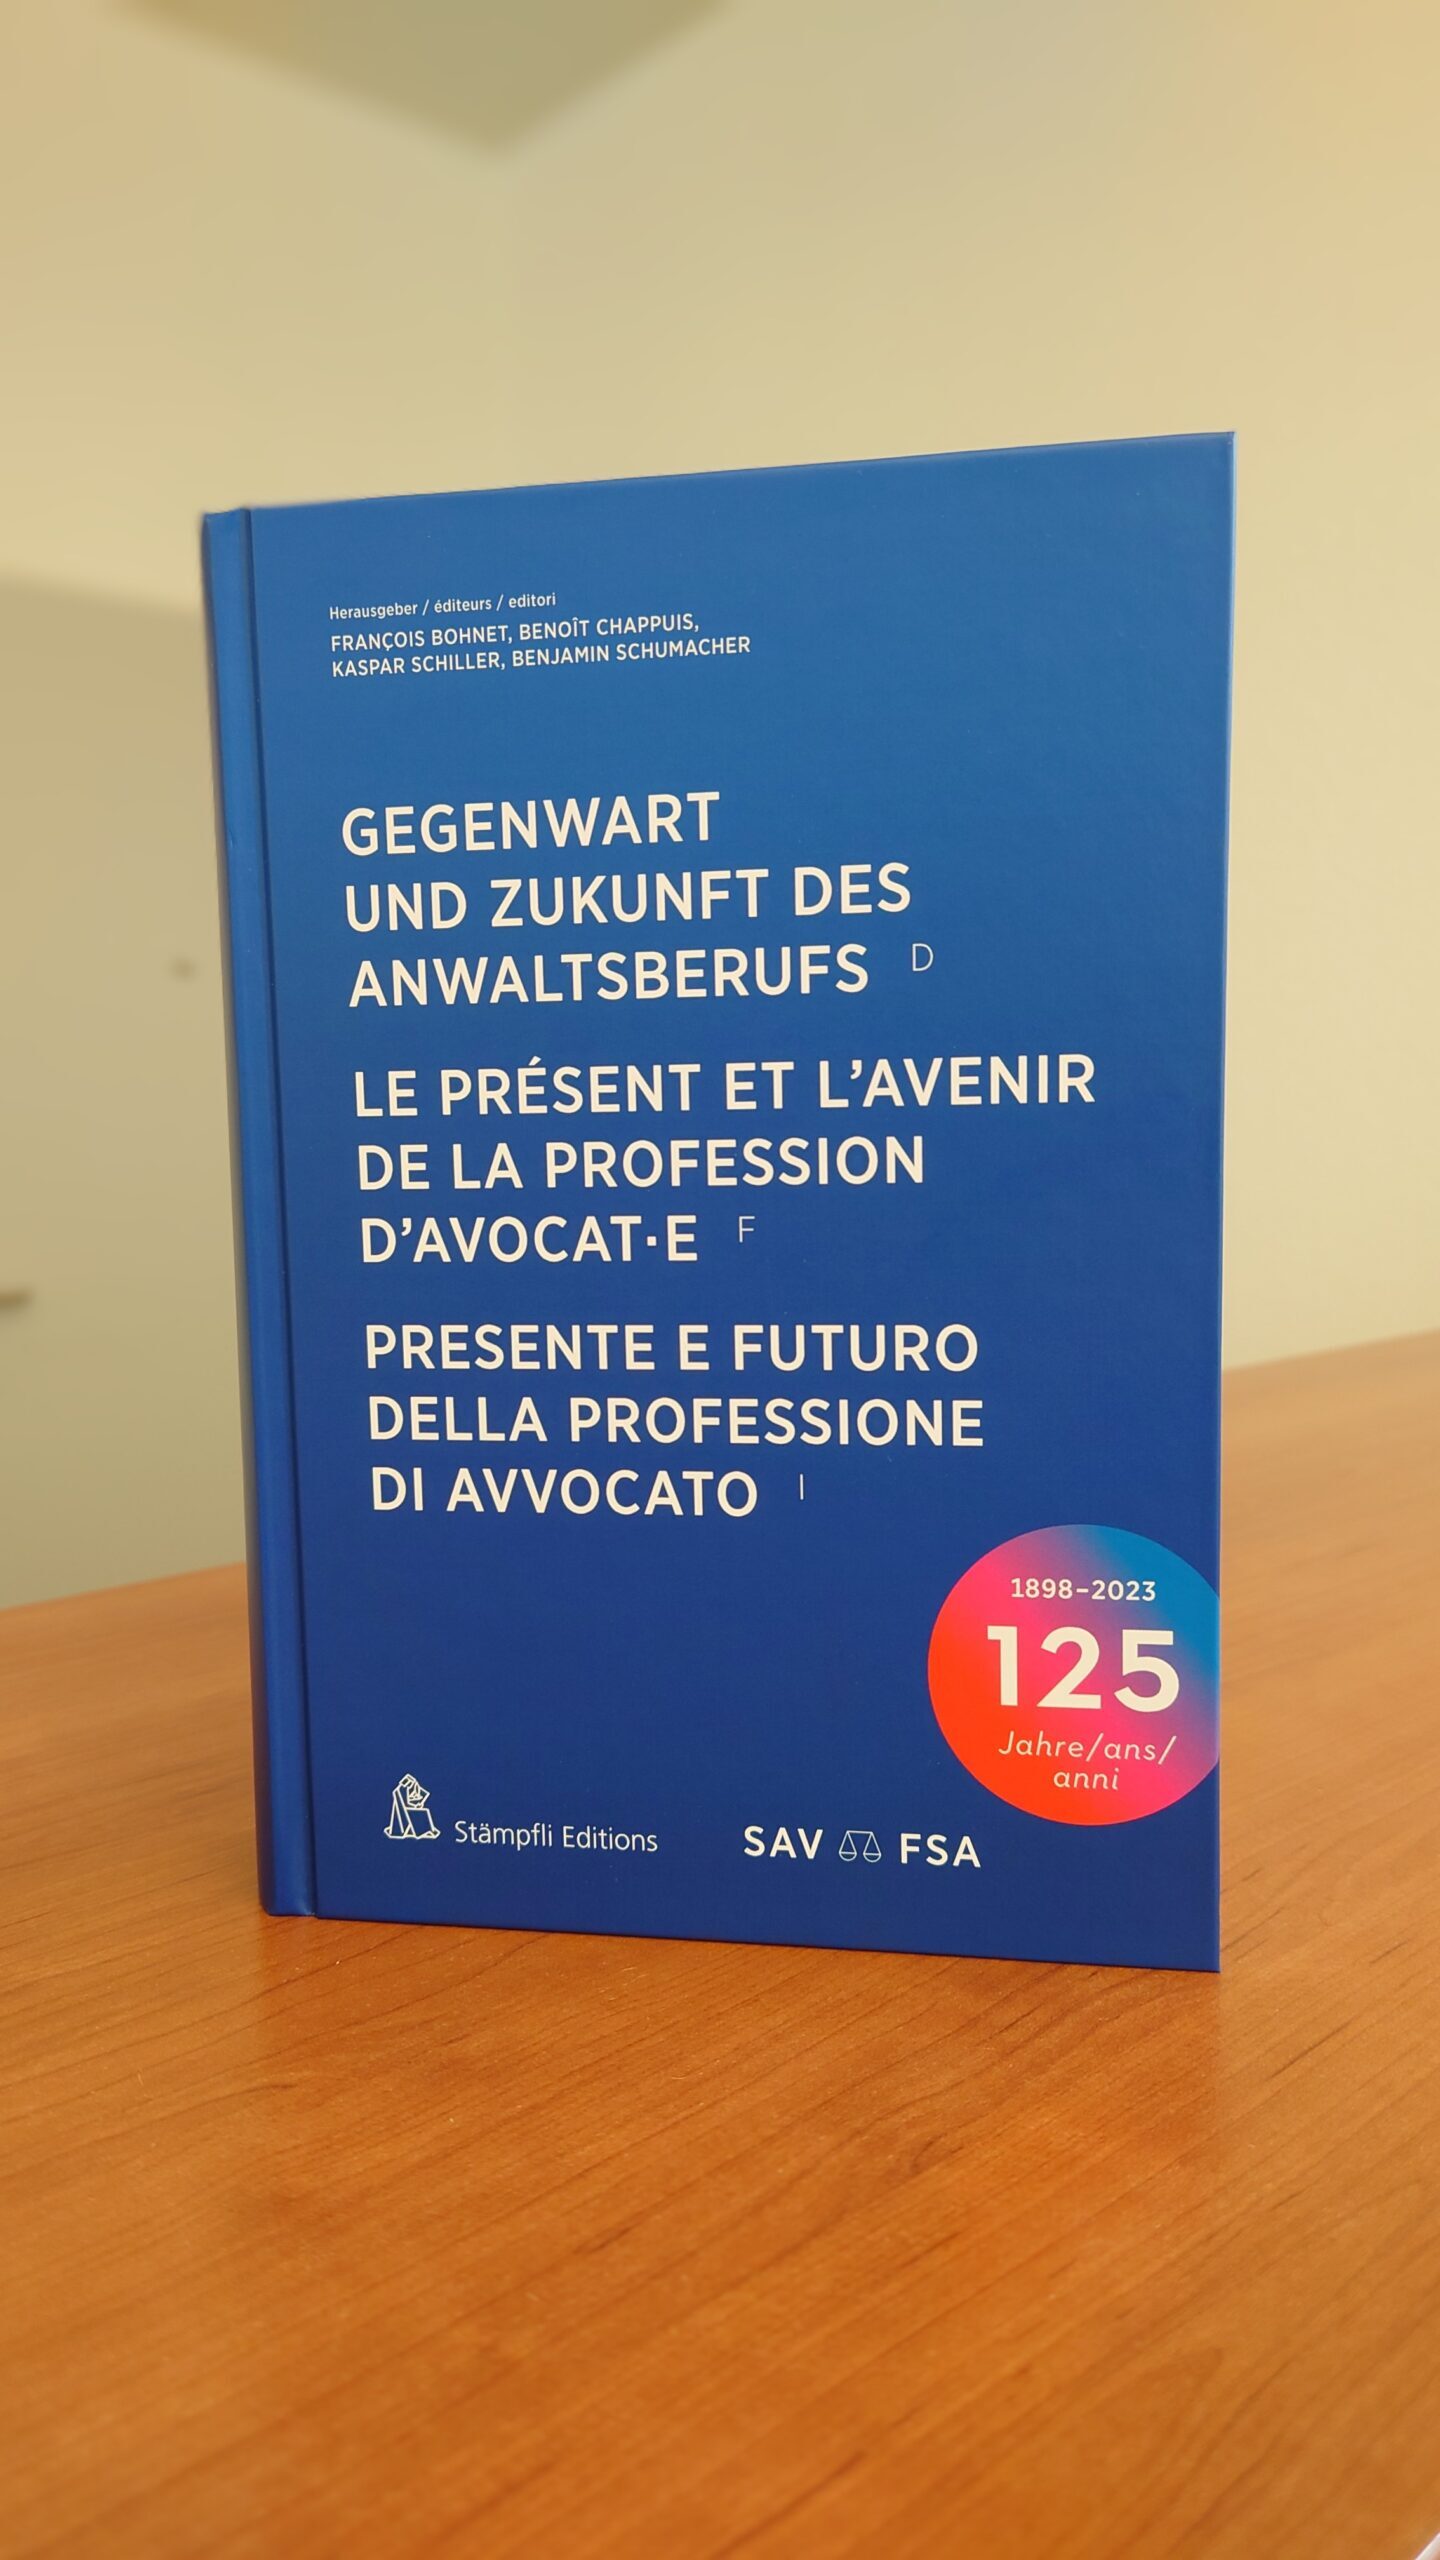 Herausgeber / éditeurs / editori
FRANÇOIS BOHNET, BENOÎT CHAPPUIS,
KASPAR SCHILLER, BENJAMIN SCHUMACHER
GEGENWART
UND ZUKUNFT DES
ANWALTSBERUFS D
LE PRÉSENT ET L’AVENIR
DE LA PROFESSION
D’AVOCAT·E F
PRESENTE E FUTURO
DELLA PROFESSIONE
DI AVVOCATO I
1898–2023
125
Jahre/ans/
anni
Stämpfli Editions
SAV FSA